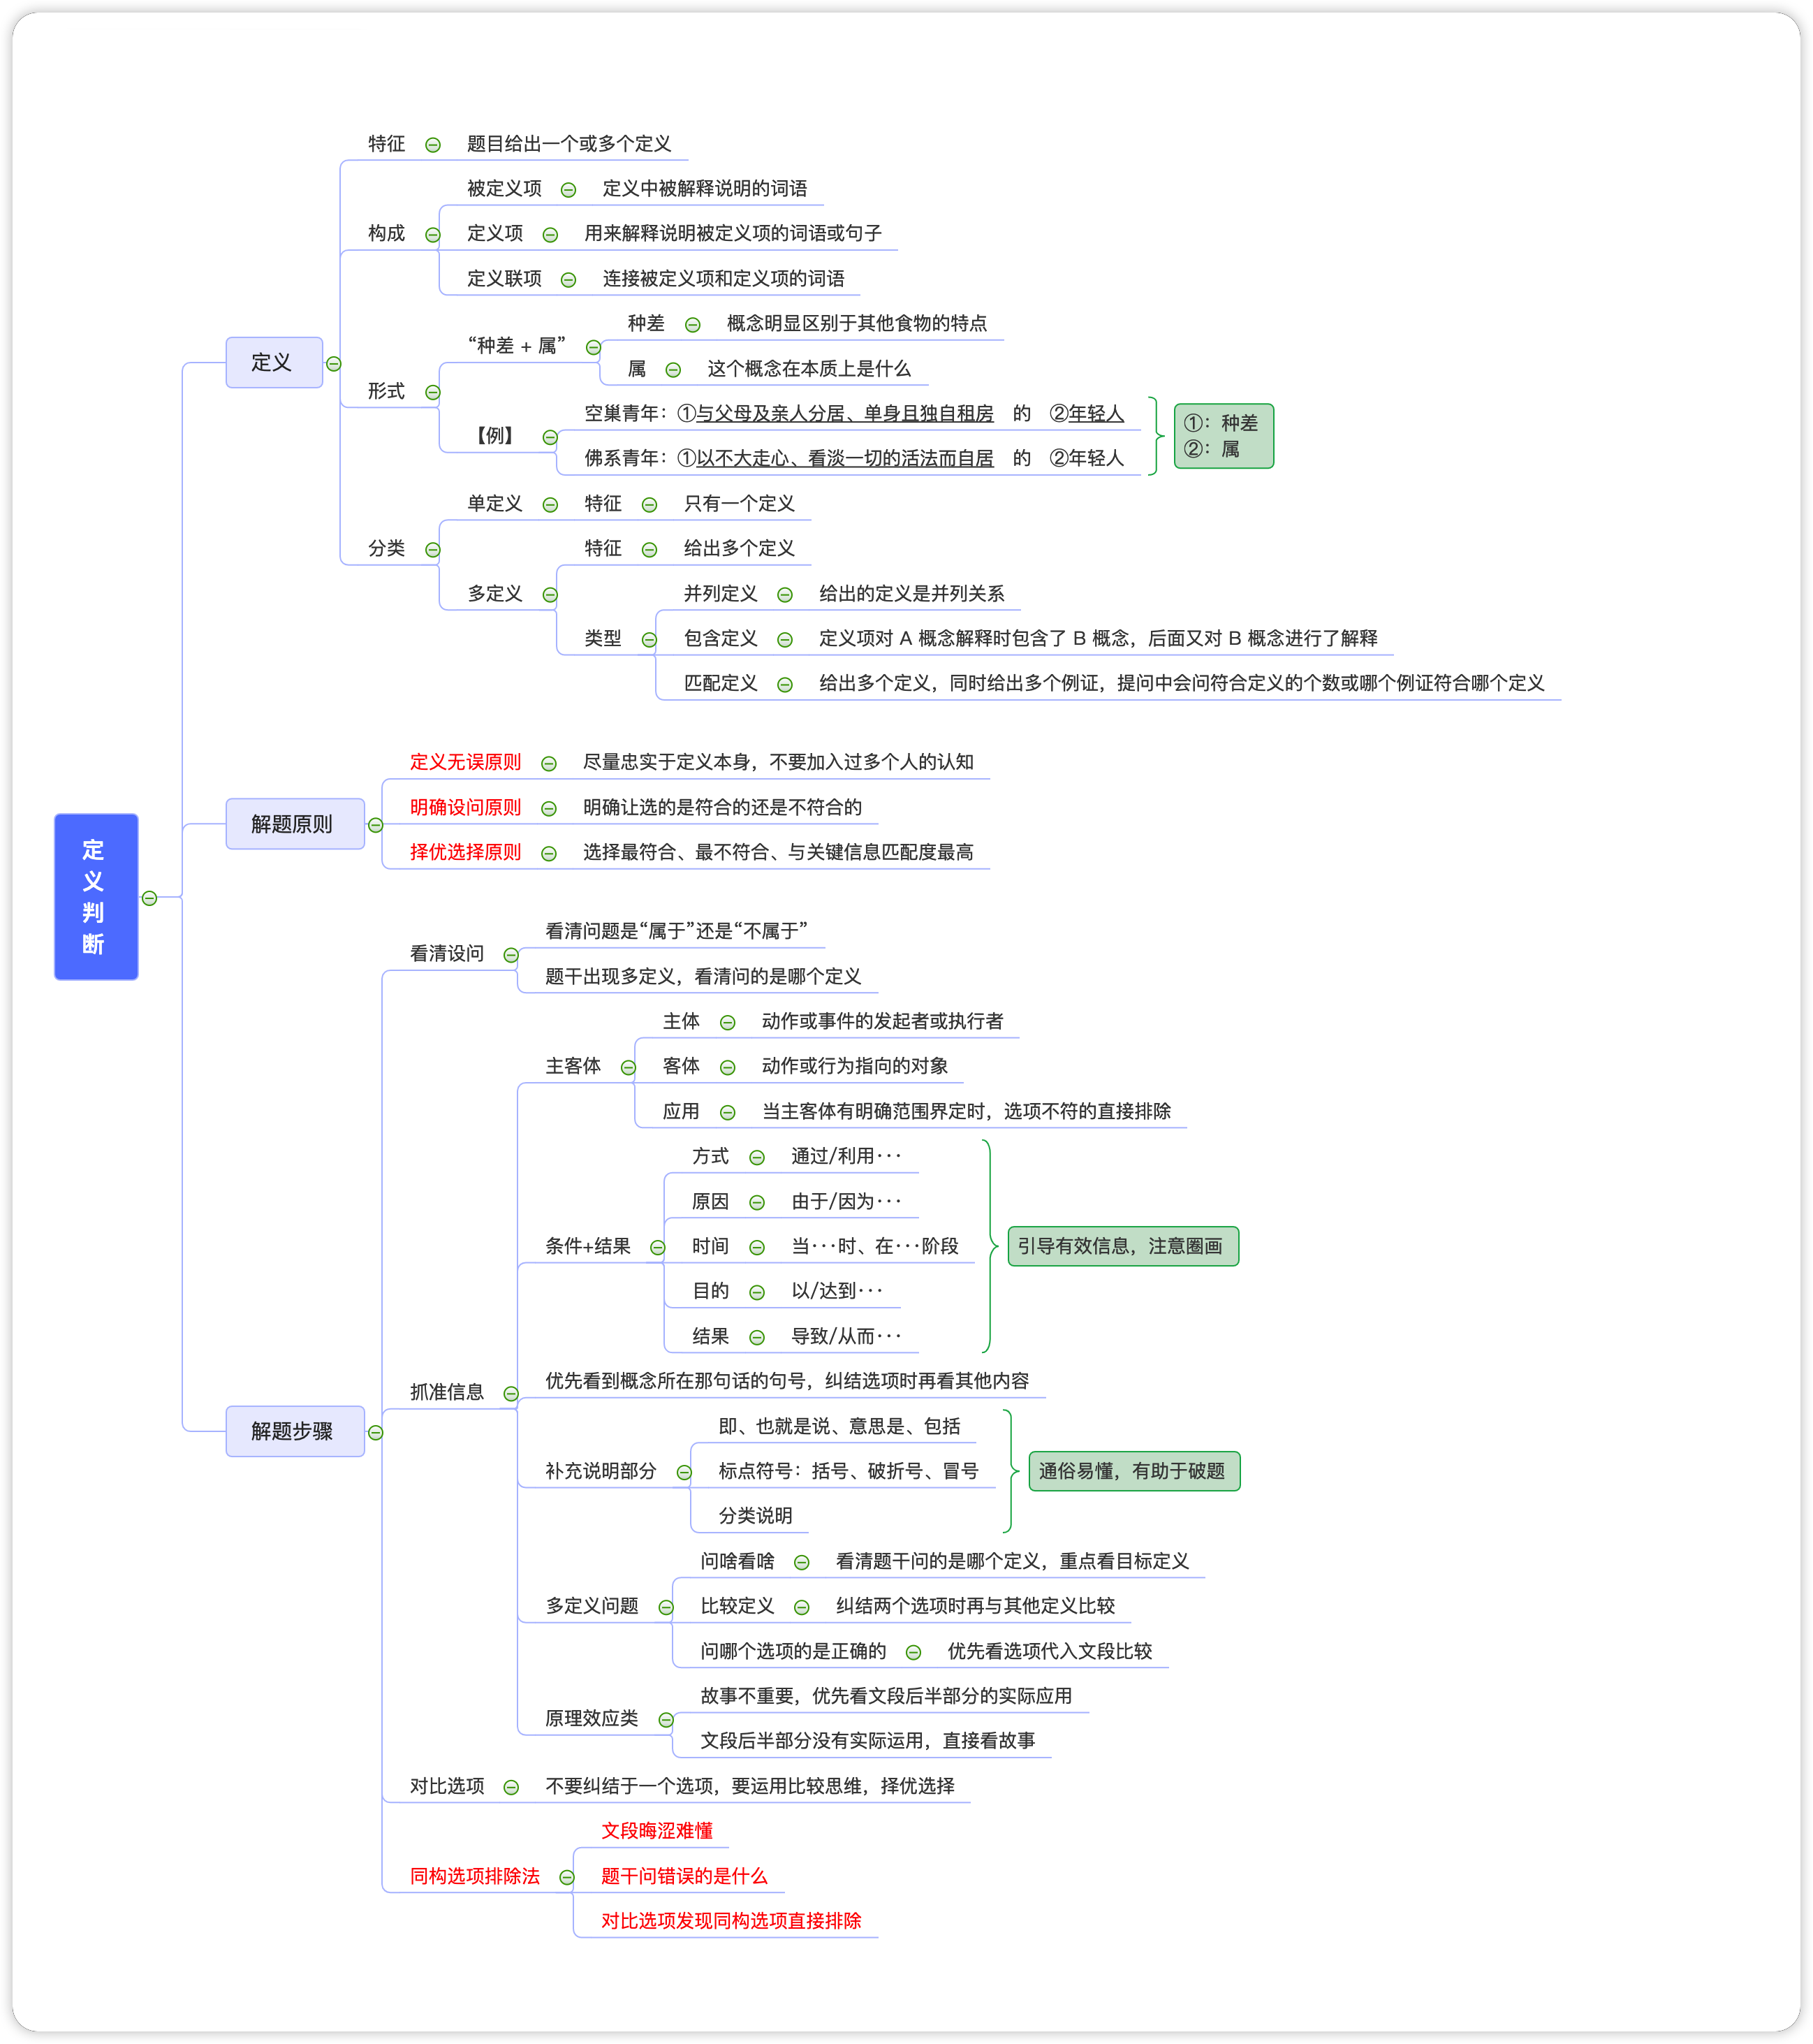 定
义
判
断
定义
特征
题目给出一个或多个定义
构成
被定义项
定义中被解释说明的词语
定义项
用来解释说明被定义项的词语或句子
定义联项
连接被定义项和定义项的词语
形式
“种差 + 属”
种差
概念明显区别于其他食物的特点
属
这个概念在本质上是什么
【例】
空巢青年：①与父母及亲人分居、单身且独自租房 的 ②年轻人
佛系青年：①以不大走心、看淡一切的活法而自居 的 ②年轻人
①：种差
②：属
分类
单定义
特征
只有一个定义
多定义
特征
给出多个定义
类型
并列定义
给出的定义是并列关系
包含定义
定义项对 A 概念解释时包含了 B 概念，后面又对 B 概念进行了解释
匹配定义
给出多个定义，同时给出多个例证，提问中会问符合定义的个数或哪个例证符合哪个定义
解题原则
定义无误原则
尽量忠实于定义本身，不要加入过多个人的认知
明确设问原则
明确让选的是符合的还是不符合的
择优选择原则
选择最符合、最不符合、与关键信息匹配度最高
解题步骤
看清设问
看清问题是“属于”还是“不属于”
题干出现多定义，看清问的是哪个定义
抓准信息
主客体
主体
动作或事件的发起者或执行者
客体
动作或行为指向的对象
应用
当主客体有明确范围界定时，选项不符的直接排除
条件+结果
方式
通过/利用···
原因
由于/因为···
时间
当···时、在···阶段
目的
以/达到···
结果
导致/从而···
引导有效信息，注意圈画
优先看到概念所在那句话的句号，纠结选项时再看其他内容
补充说明部分
即、也就是说、意思是、包括
标点符号：括号、破折号、冒号
分类说明
通俗易懂，有助于破题
多定义问题
问啥看啥
看清题干问的是哪个定义，重点看目标定义
比较定义
纠结两个选项时再与其他定义比较
问哪个选项的是正确的
优先看选项代入文段比较
原理效应类
故事不重要，优先看文段后半部分的实际应用
文段后半部分没有实际运用，直接看故事
对比选项
不要纠结于一个选项，要运用比较思维，择优选择
同构选项排除法
文段晦涩难懂
题干问错误的是什么
对比选项发现同构选项直接排除